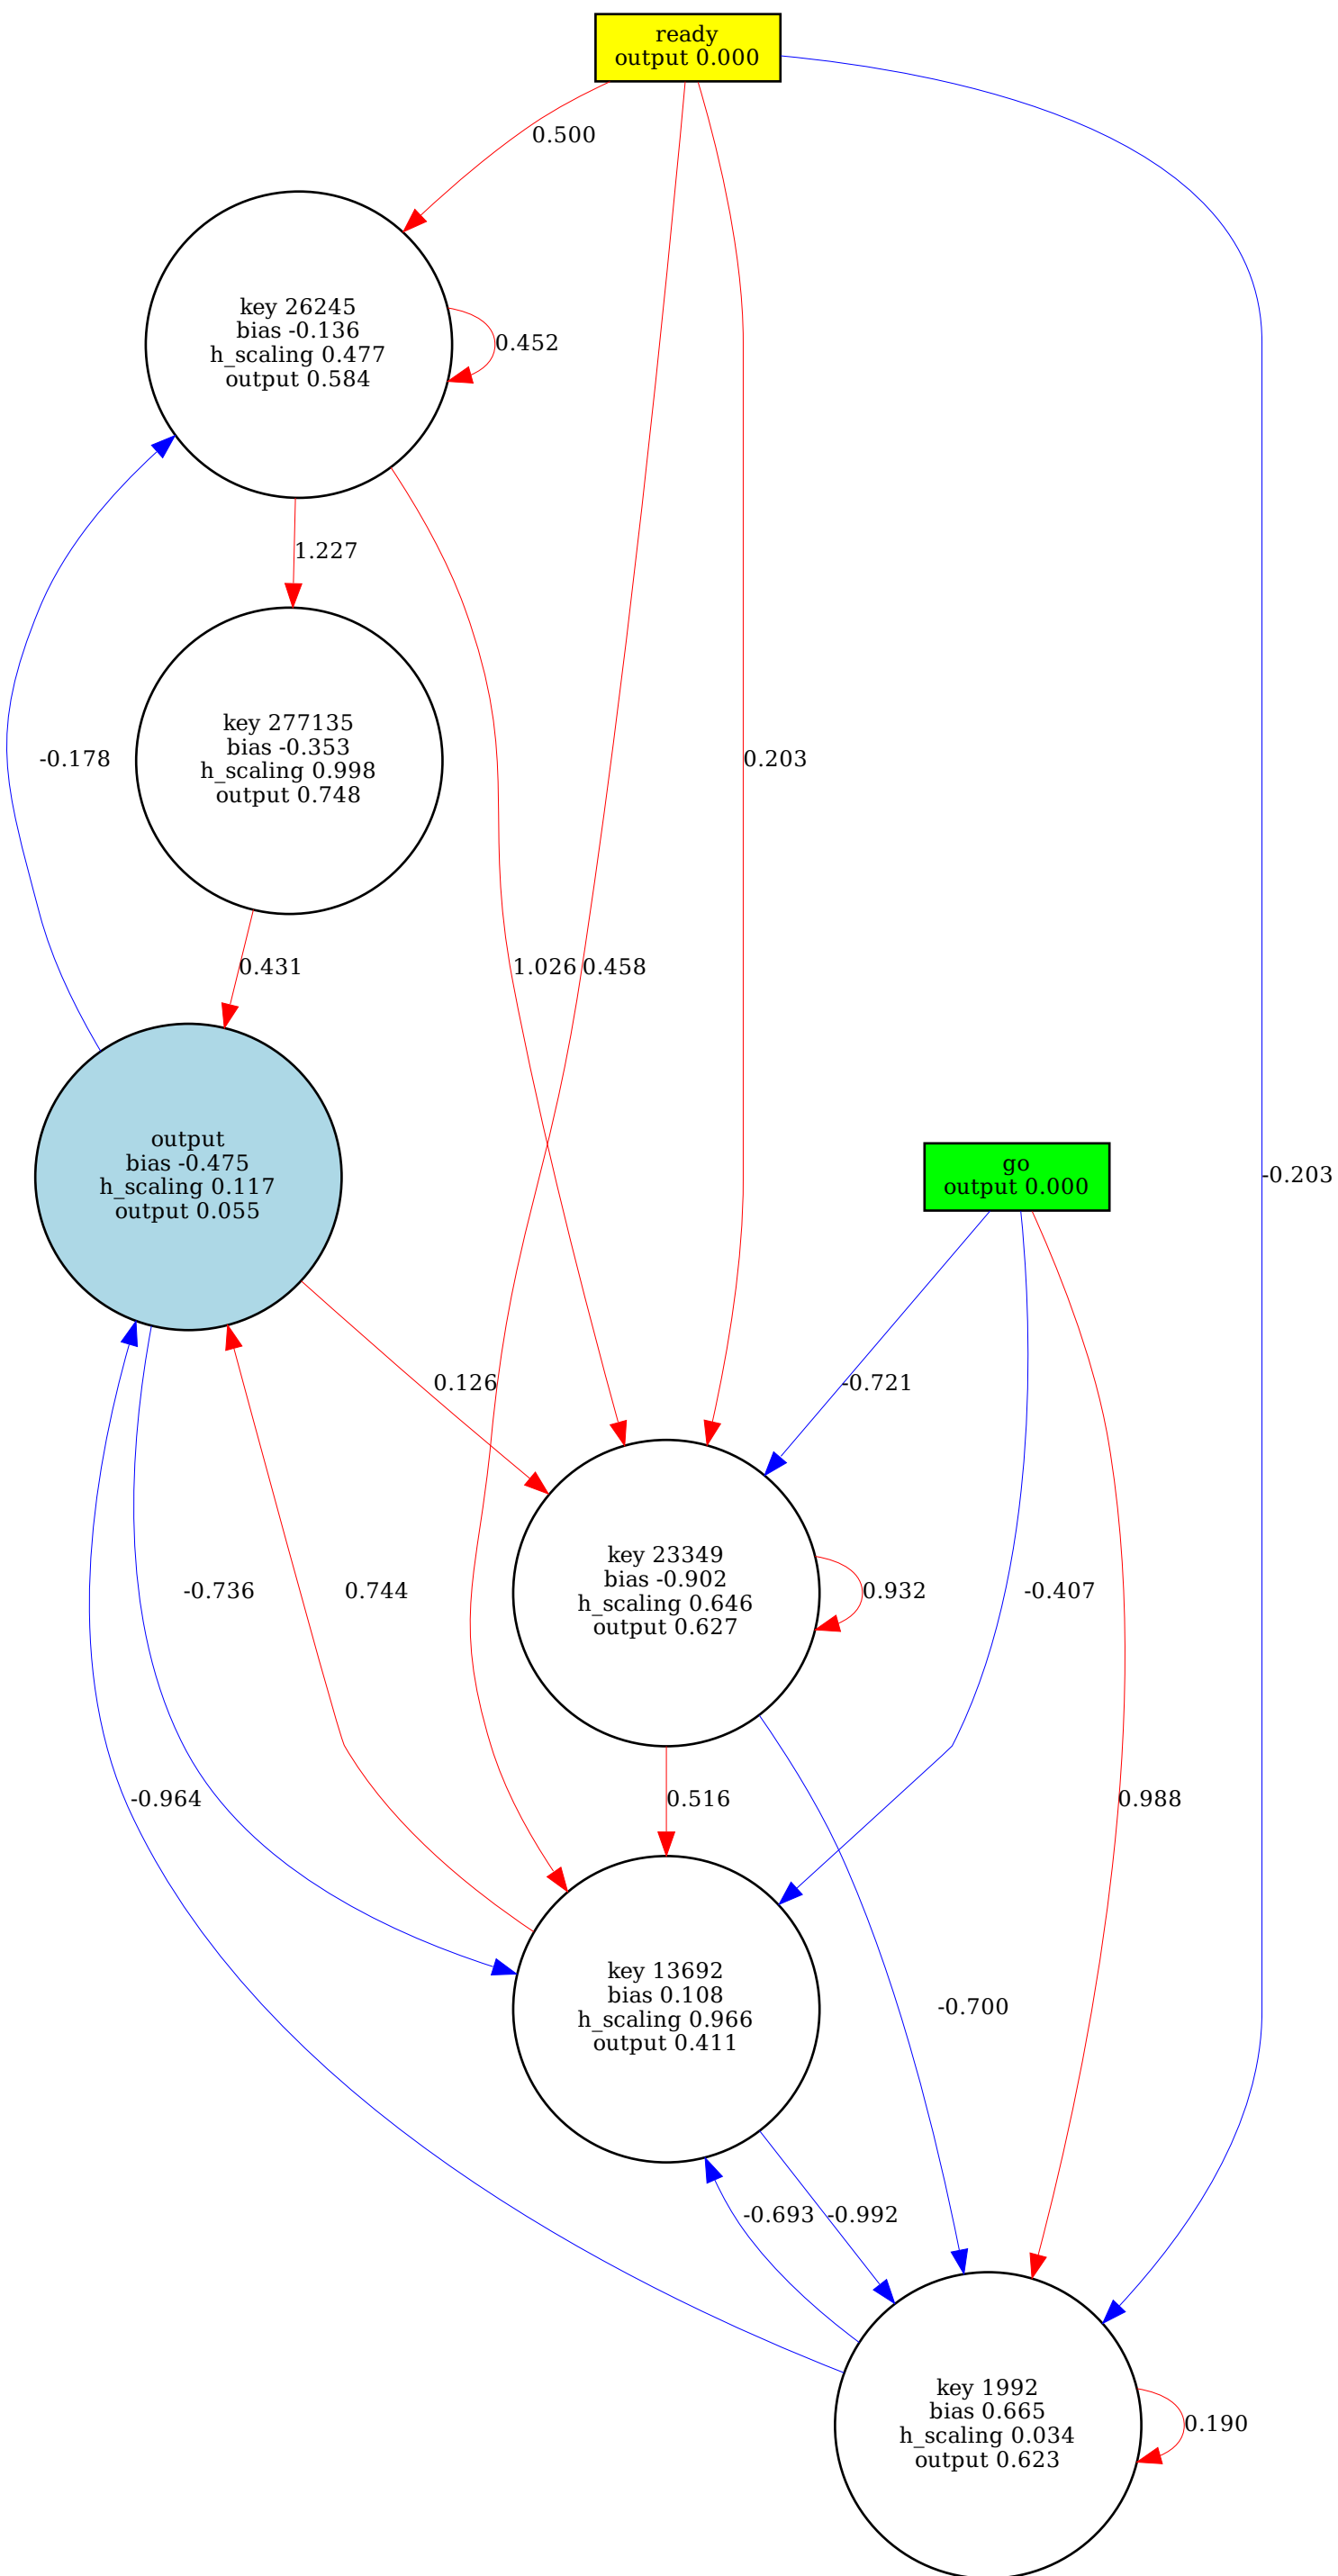 ready
output 0.000
0.500
key 26245
bias -0.136
h_scaling 0.477
output 0.584
0.452
1.227
key 277135
bias -0.353
h_scaling 0.998
output 0.748
-0.178
0.203
0.431
1.026
0.458
output
bias -0.475
h_scaling 0.117
output 0.055
go
output 0.000
-0.203
0.126
-0.721
key 23349
bias -0.902
h_scaling 0.646
output 0.627
-0.736
0.744
0.932
-0.407
-0.964
0.516
0.988
key 13692
bias 0.108
h_scaling 0.966
output 0.411
-0.700
-0.693
-0.992
key 1992
bias 0.665
h_scaling 0.034
output 0.623
0.190